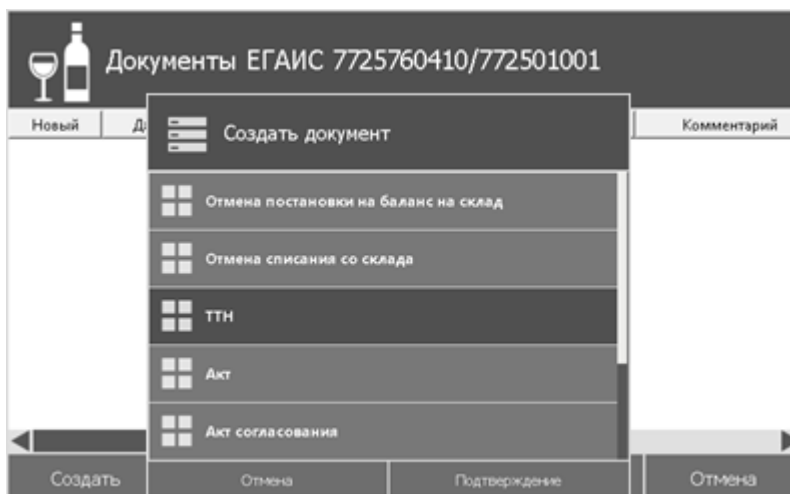 Документы ЕГАИС 7725760410/772501001
Новый
Комментарий
Создать документ
Отмена постановки на баланс на склад
Отмена списания со склада
ТТН
Акт
Акт согласования
Создать
Отмена
Подтверждение
Отмена